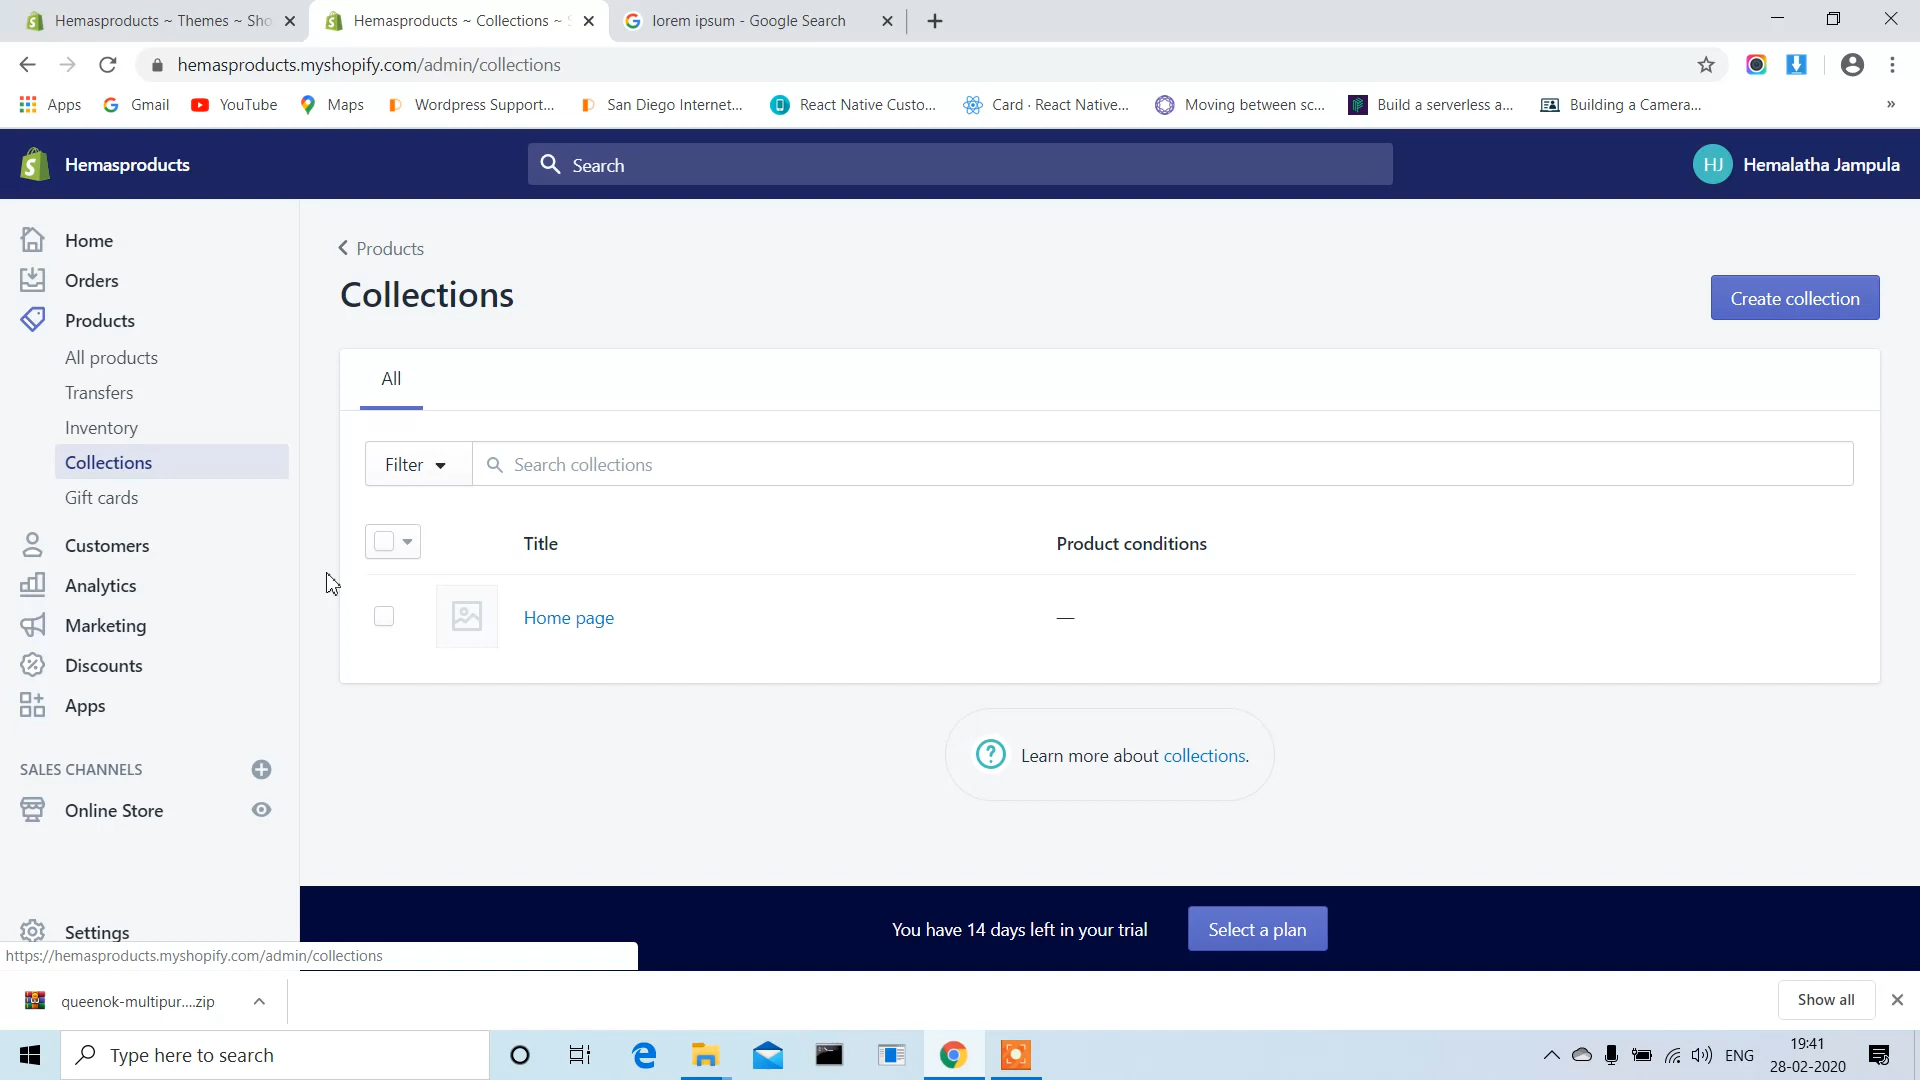 Hemasproducts ~ Themes ~ Sho
Hemasproducts ~ Collections ~ S
lorem ipsum - Google Search
hemasproducts.myshopify.com/admin/collections
Apps
Gmail
YouTube
Maps
Wordpress Support...
San Diego Internet...
React Native Custo...
Card · React Native...
Moving between sc...
Build a serverless a...
Building a Camera...
»
Hemasproducts
Search
HJ
Hemalatha Jampula
Home
Orders
Products
All products
Transfers
Inventory
Collections
Gift cards
Customers
Analytics
Marketing
Discounts
Apps
SALES CHANNELS
Online Store
Settings
Products
Collections
Create collection
All
Filter
Search collections
Title
Product conditions
Home page
—
Learn more about collections.
You have 14 days left in your trial
Select a plan
https://hemasproducts.myshopify.com/admin/collections
queenok-multipur....zip
Show all
Type here to search
ENG
19:41
28-02-2020